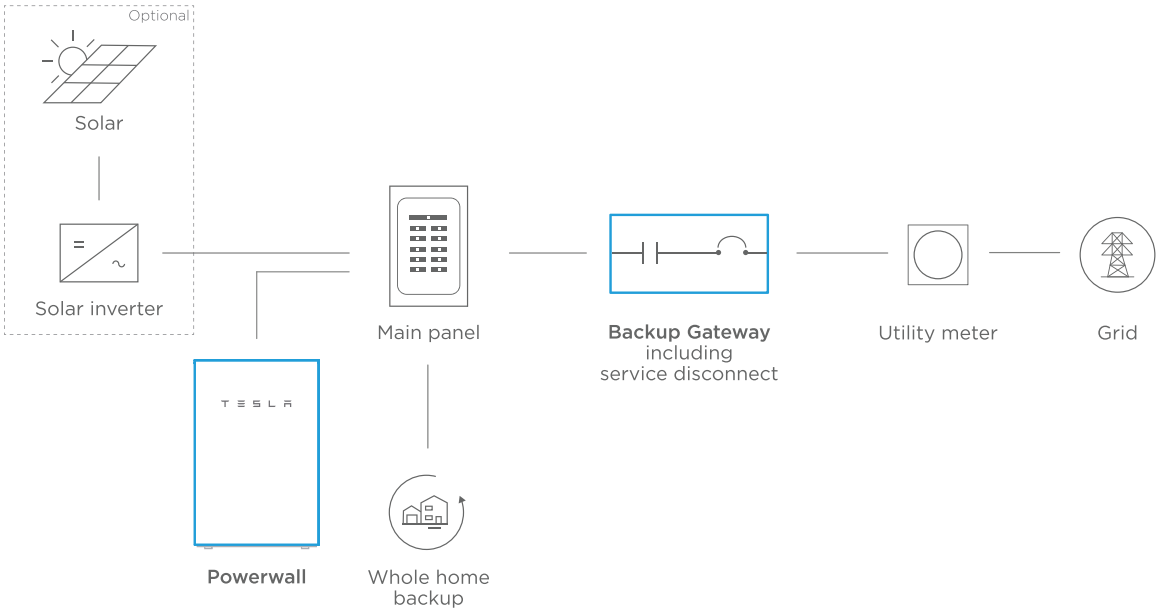 Optional
Solar
Solar inverter
Main panel
Backup Gateway
including
service disconnect
Utility meter
Grid
TESLA
Powerwall
Whole home
backup